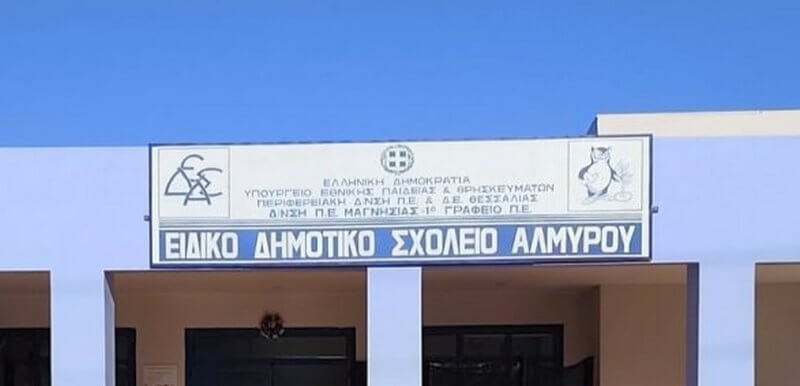 ΕΛΛΗΝΙΚΗ ΔΗΜΟΚΡΑΤΙΑ
ΥΠΟΥΡΓΕΙΟ ΕΘΝΙΚΗΣ ΠΑΙΔΕΙΑΣ & ΘΡΗΣΚΕΥΜΑΤΩΝ
ΠΕΡΙΦΕΡΕΙΑΚΗ Δ/ΝΣΗ Π.Ε. & Δ.Ε. ΘΕΣΣΑΛΙΑΣ
Δ/ΝΣΗ Π.Ε. ΜΑΓΝΗΣΙΑΣ - 1ο ΓΡΑΦΕΙΟ Π.Ε.
ΕΙΔΙΚΟ ΔΗΜΟΤΙΚΟ ΣΧΟΛΕΙΟ ΑΛΜΥΡΟΥ